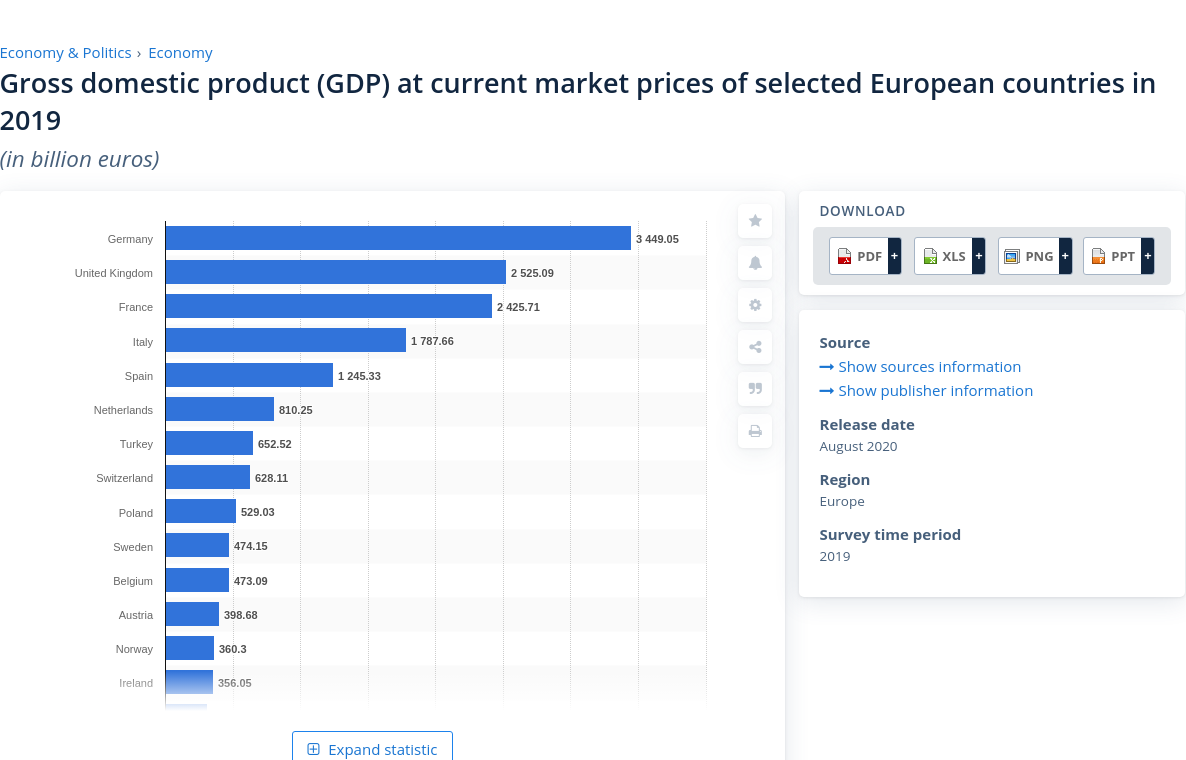 Economy & Politics › Economy
Gross domestic product (GDP) at current market prices of selected European countries in
2019
(in billion euros)
Germany 3 449.05
United Kingdom 2 525.09
France 2 425.71
Italy 1 787.66
Spain 1 245.33
Netherlands 810.25
Turkey 652.52
Switzerland 628.11
Poland 529.03
Sweden 474.15
Belgium 473.09
Austria 398.68
Norway 360.3
Ireland 356.05
+ Expand statistic
DOWNLOAD
PDF + XLS + PNG + PPT +
Source
→ Show sources information
→ Show publisher information
Release date
August 2020
Region
Europe
Survey time period
2019